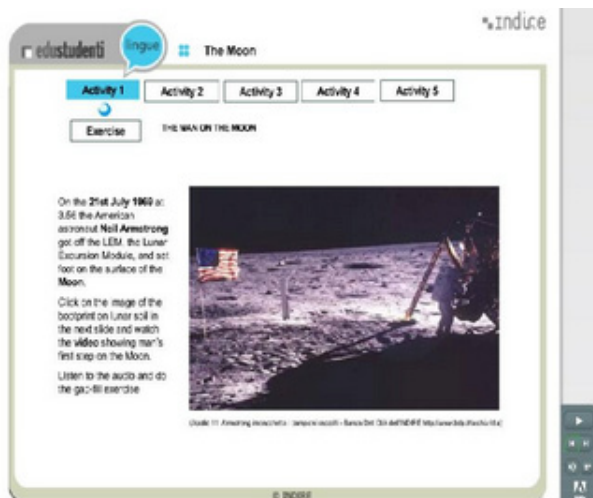 indire
edustudenti
lingue
The Moon
Activity 1
Activity 2
Activity 3
Activity 4
Activity 5
Exercise
THE MAN ON THE MOON
On the 21st July 1969 at
3.56 the American
astronaut Neil Armstrong
got off the LEM, the Lunar
Excursion Module, and set
foot on the surface of the
Moon.
Click on the image of the
bootprint on lunar soil in
the next slide and watch
the video showing man's
first step on the Moon.
Listen to the audio and do
the gap-fill exercise
© INDIRE